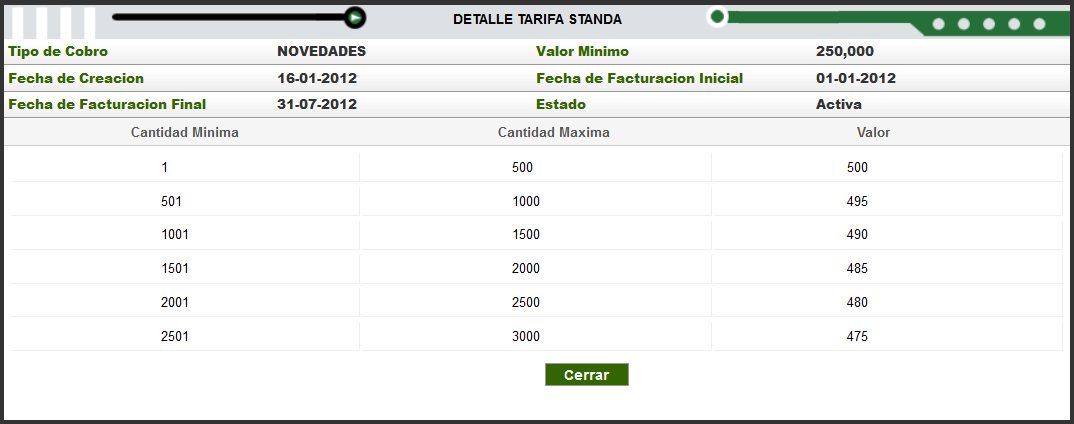 DETALLE TARIFA STANDA
Tipo de Cobro NOVEDADES Valor Minimo 250,000
Fecha de Creacion 16-01-2012 Fecha de Facturacion Inicial 01-01-2012
Fecha de Facturacion Final 31-07-2012 Estado Activa
Cantidad Minima Cantidad Maxima Valor
1 500 500
501 1000 495
1001 1500 490
1501 2000 485
2001 2500 480
2501 3000 475
Cerrar